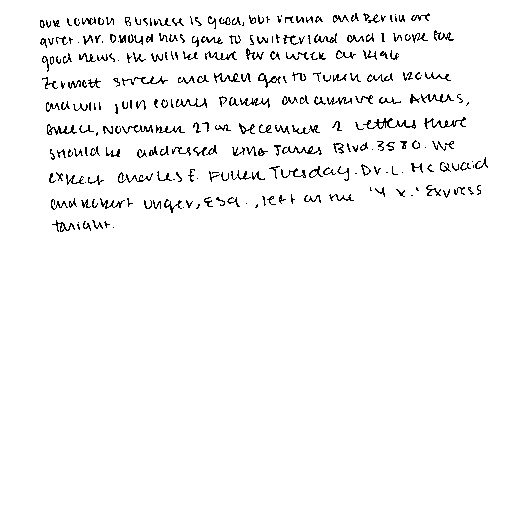 our London Business is good, but Vienna and Berlin are
quiet. Mr. D. Lloyd has gone to Switzerland and I hope for
good news. He will be there for a week at 1496
Zermott Street and then goes to Turin and Rome
and will join Colonel Parry and arrive at Athens,
Greece, November 27 or December 2. Letters there
should be addressed King James Blvd. 3580. We
expect Charles E. Fuller Tuesday. Dr. L. McQuaid
and Robert Unger, Esq., left on the 'Y.X.' Express
tonight.